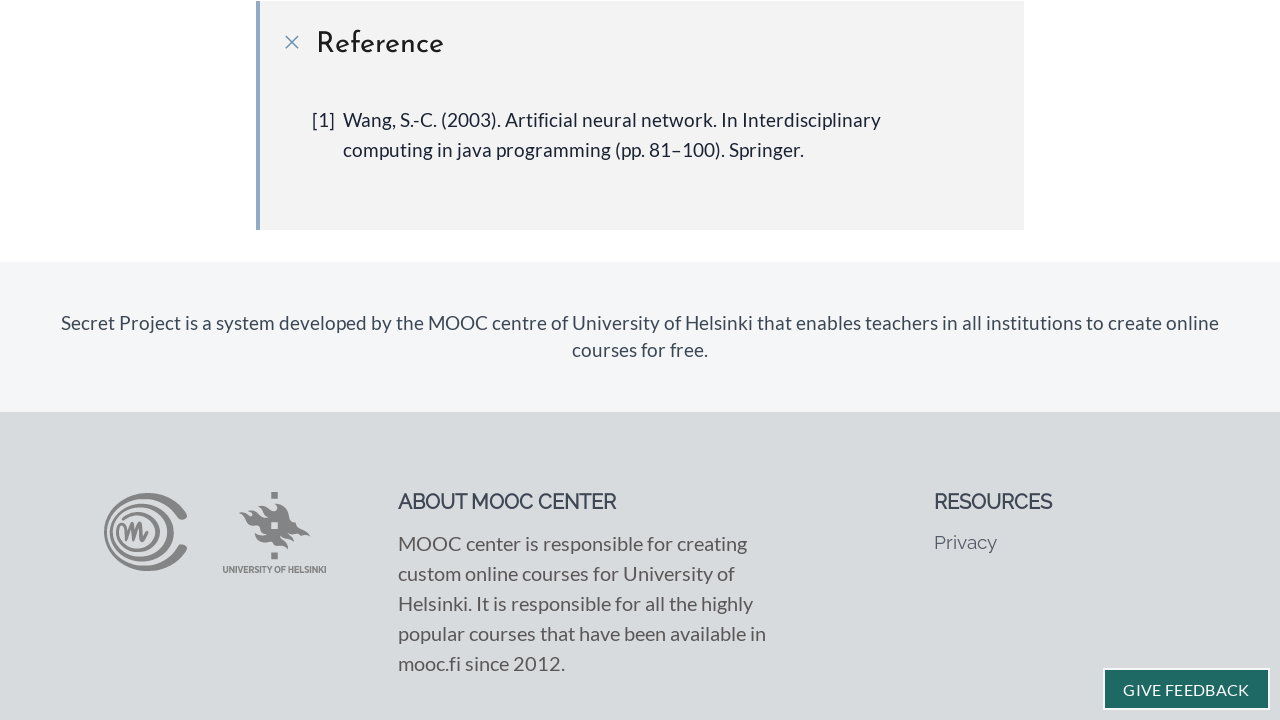 Reference
[1] Wang, S.-C. (2003). Artificial neural network. In Interdisciplinary
computing in java programming (pp. 81–100). Springer.
Secret Project is a system developed by the MOOC centre of University of Helsinki that enables teachers in all institutions to create online
courses for free.
UNIVERSITY OF HELSINKI
ABOUT MOOC CENTER
MOOC center is responsible for creating
custom online courses for University of
Helsinki. It is responsible for all the highly
popular courses that have been available in
mooc.fi since 2012.
RESOURCES
Privacy
GIVE FEEDBACK